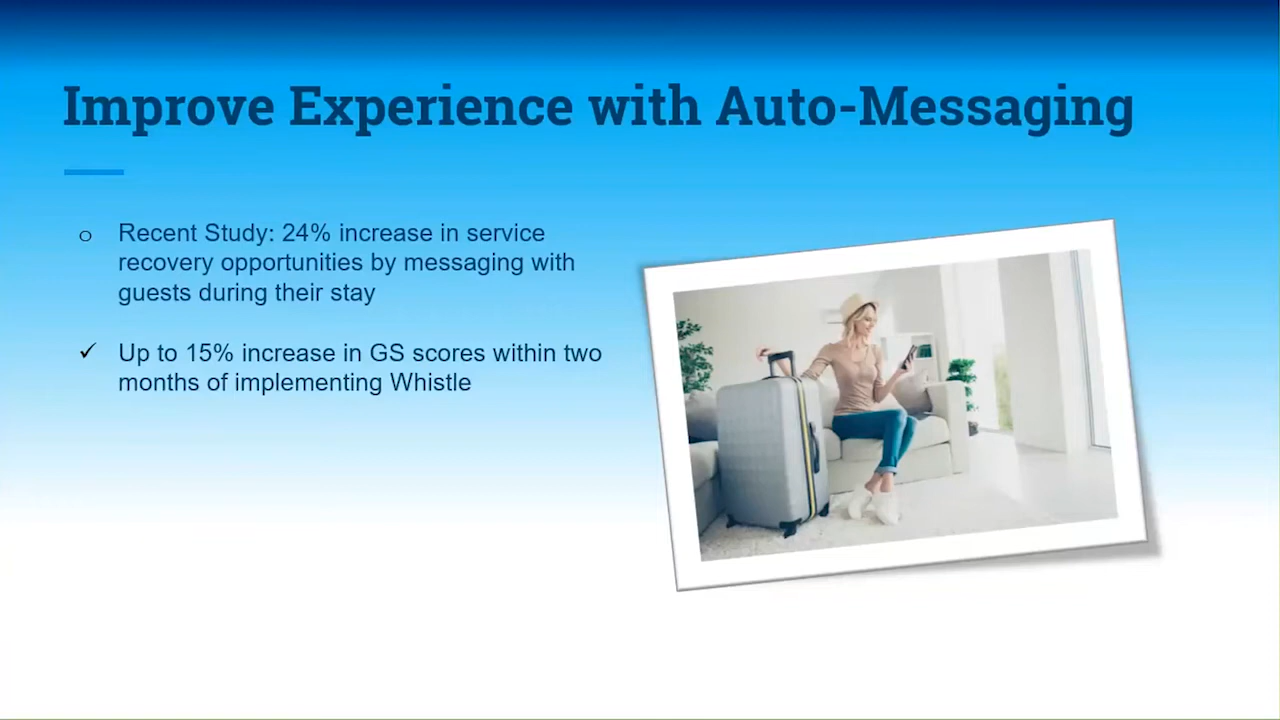 Improve Experience with Auto-Messaging
o Recent Study: 24% increase in service
recovery opportunities by messaging with
guests during their stay
✓ Up to 15% increase in GS scores within two
months of implementing Whistle